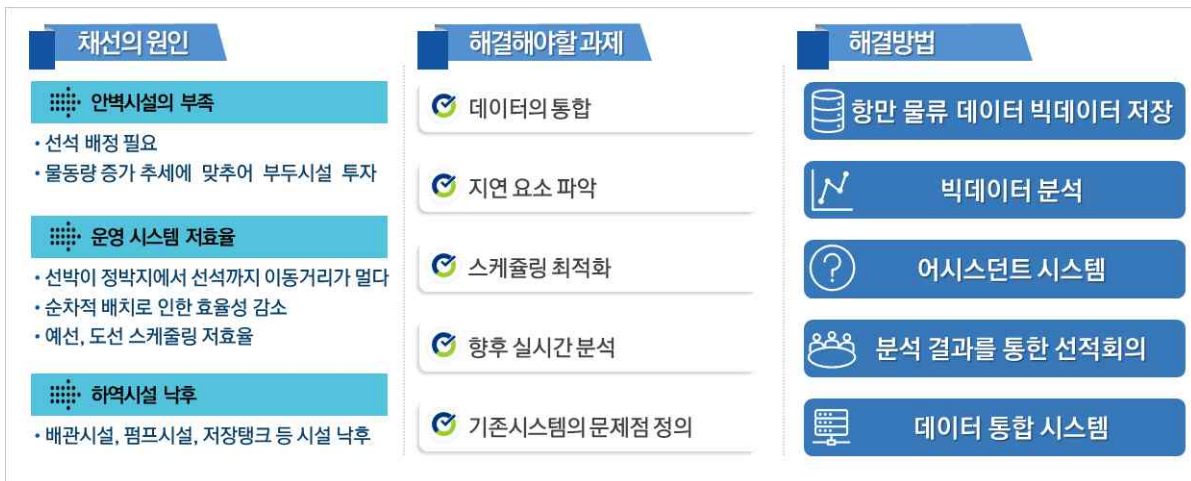 채선의 원인
안벽시설의 부족
• 선석 배정 필요
• 물동량 증가 추세에 맞추어 부두시설 투자
운영 시스템 저효율
• 선박이 정박지에서 선석까지 이동거리가 멀다
• 순차적 배치로 인한 효율성 감소
• 예선, 도선 스케줄링 저효율
하역시설 낙후
• 배관시설, 펌프시설, 저장탱크 등 시설 낙후
해결해야할 과제
데이터의 통합
지연 요소 파악
스케쥴링 최적화
향후 실시간 분석
기존시스템의 문제점 정의
해결방법
항만 물류 데이터 빅데이터 저장
빅데이터 분석
어시스던트 시스템
분석 결과를 통한 선적회의
데이터 통합 시스템